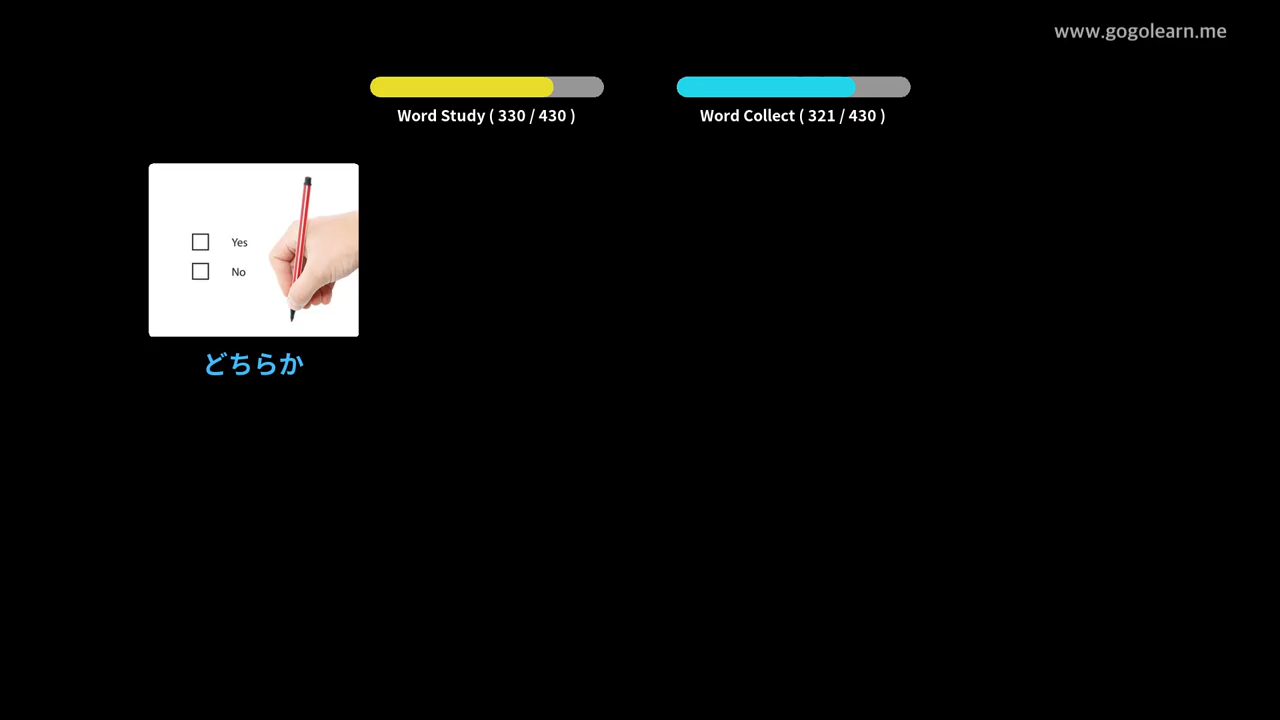 www.gogolearn.me
Word Study ( 330 / 430 )
Word Collect ( 321 / 430 )
Yes
No
どちらか